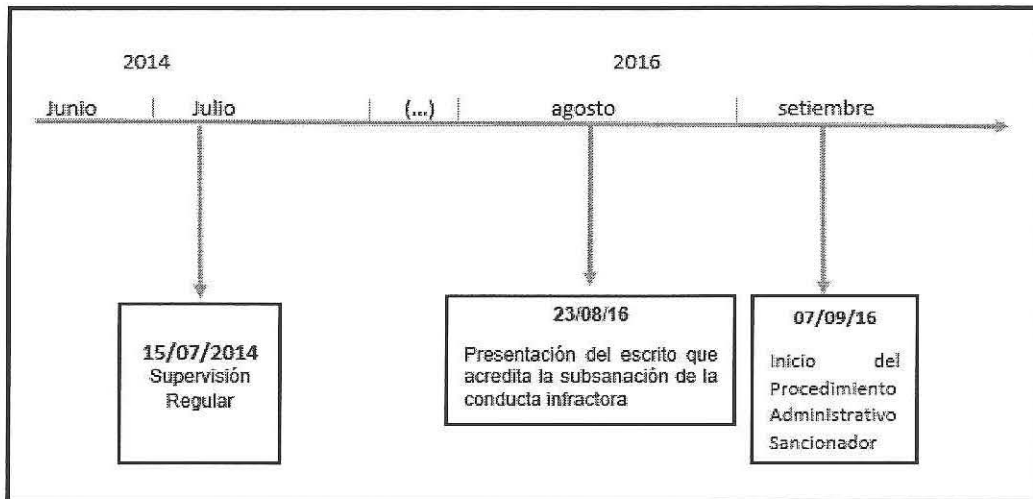 2014 2016
Junio Julio (...) agosto setiembre
15/07/2014
Supervisión
Regular
23/08/16
Presentación del escrito que
acredita la subsanación de la
conducta infractora
07/09/16
Inicio del
Procedimiento
Administrativo
Sancionador